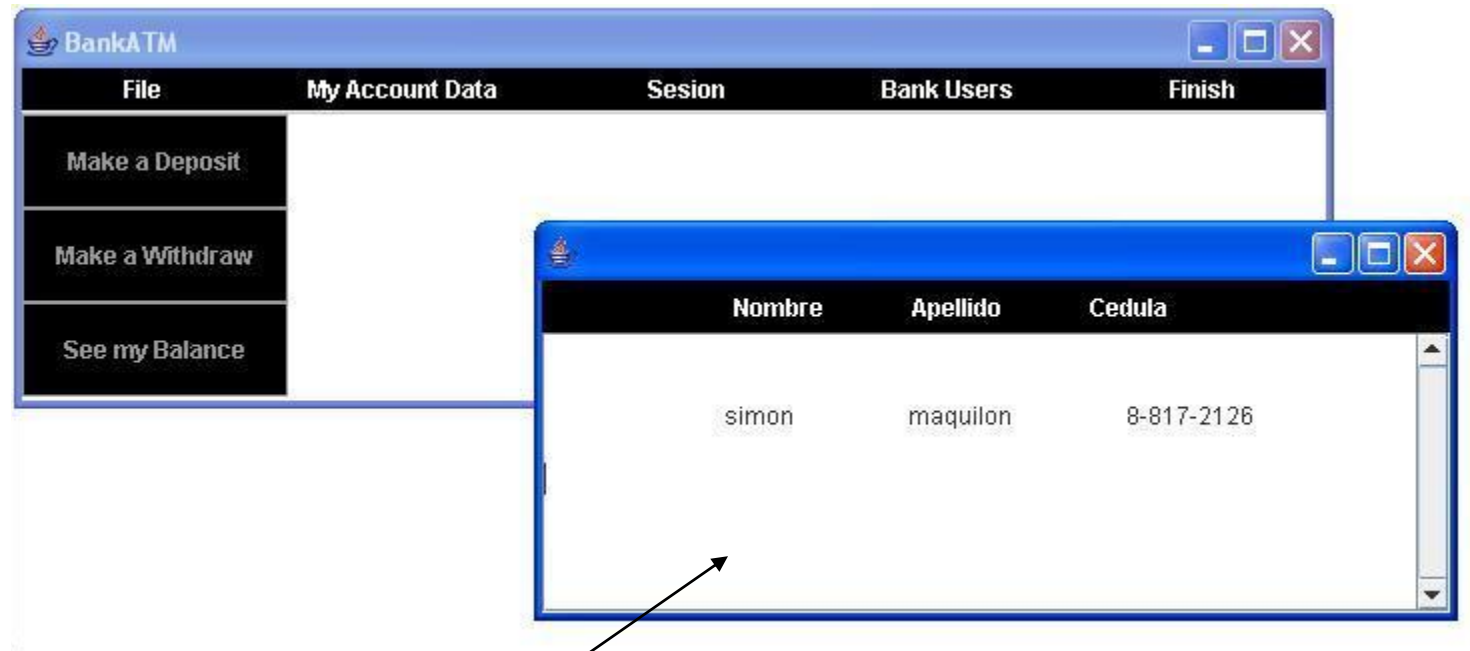 BankATM
File My Account Data Sesion Bank Users Finish
Make a Deposit
Make a Withdraw
See my Balance
Nombre Apellido Cedula
simon maquilon 8-817-2126